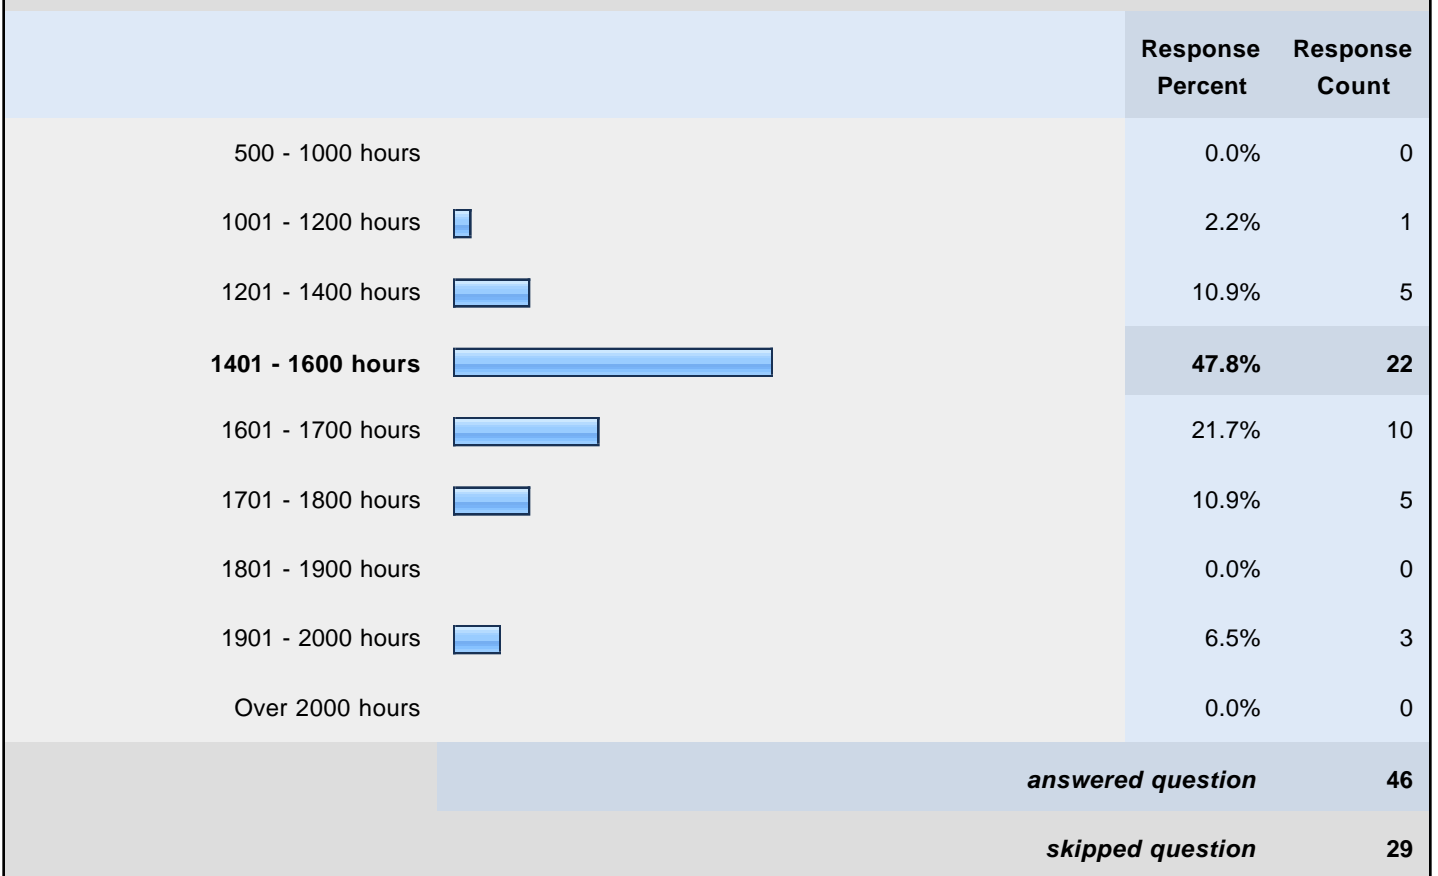 Response Percent Response Count
500 - 1000 hours 0.0% 0
1001 - 1200 hours 2.2% 1
1201 - 1400 hours 10.9% 5
1401 - 1600 hours 47.8% 22
1601 - 1700 hours 21.7% 10
1701 - 1800 hours 10.9% 5
1801 - 1900 hours 0.0% 0
1901 - 2000 hours 6.5% 3
Over 2000 hours 0.0% 0
answered question 46
skipped question 29